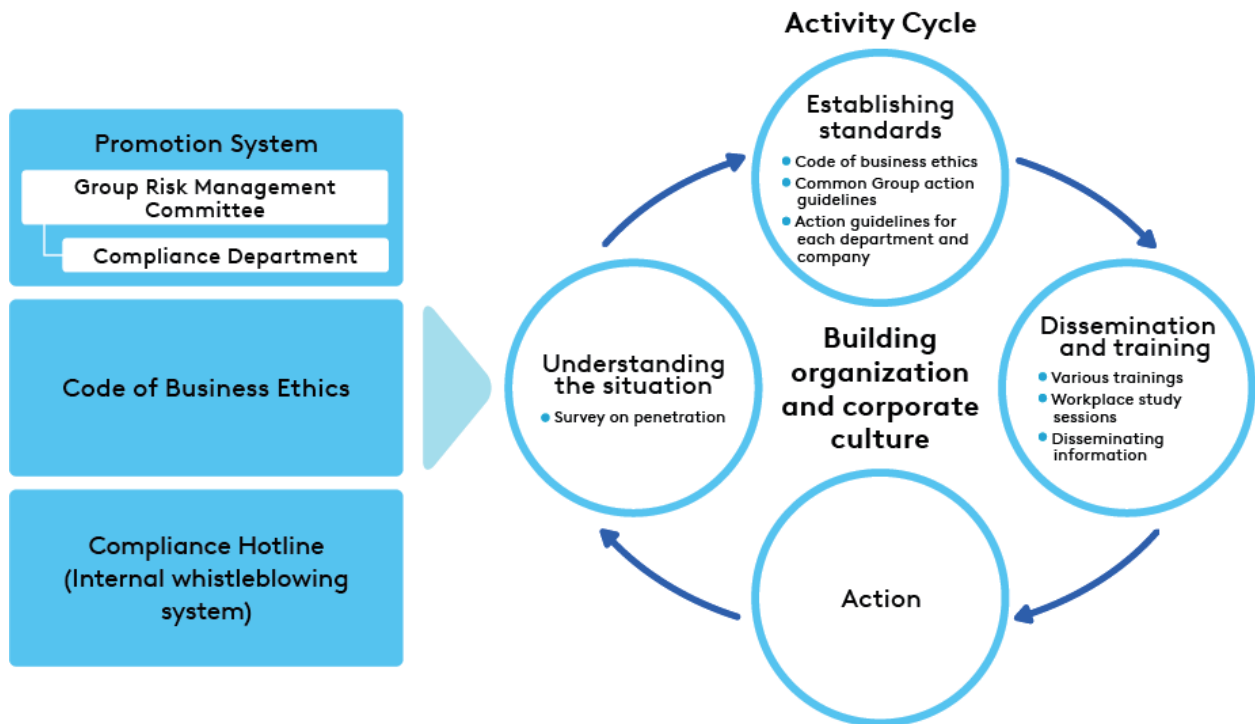 Promotion System
Group Risk Management
Committee
Compliance Department
Code of Business Ethics
Compliance Hotline
(Internal whistleblowing
system)
Activity Cycle
Establishing
standards
Code of business ethics
Common Group action
guidelines
Action guidelines for
each department and
company
Dissemination
and training
Various trainings
Workplace study
sessions
Disseminating
information
Action
Understanding
the situation
Survey on penetration
Building
organization
and corporate
culture